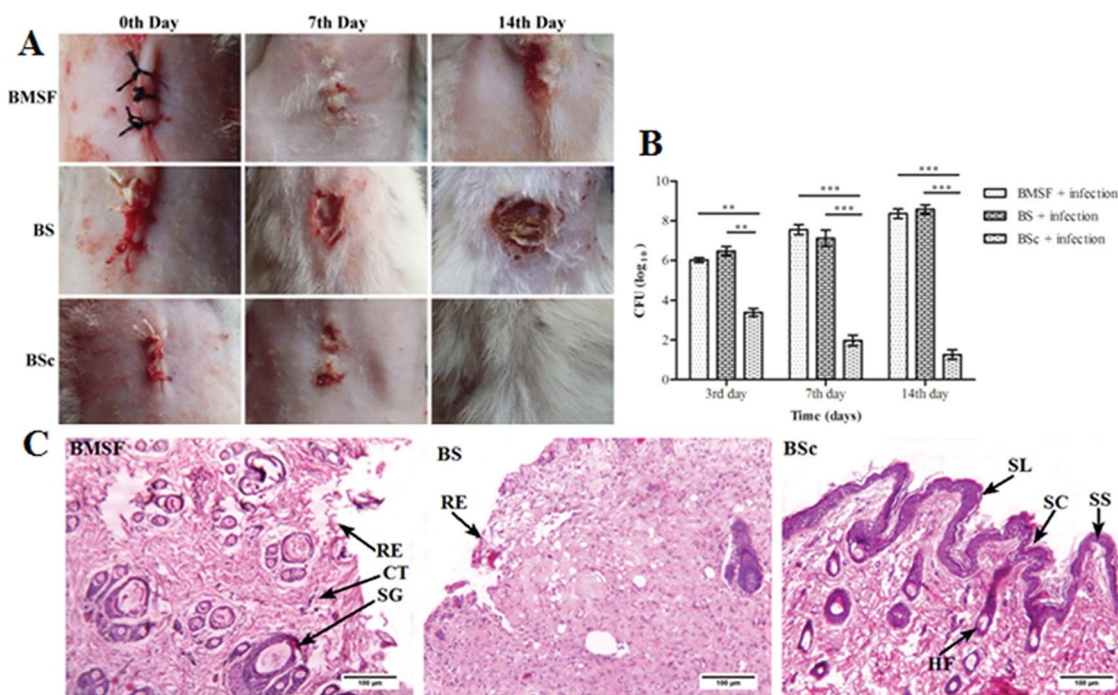 A
0th Day 7th Day 14th Day
BMSF
BS
BSc
B
CFU (log10)
10
8
6
4
2
0
** ** *** *** *** ***
3rd day 7th day 14th day
Time (days)
BMSF + infection
BS + infection
BSc + infection
C
BMSF
RE
CT
SG
100 µm
BS
RE
100 µm
BSc
SL
SC
SS
HF
100 µm